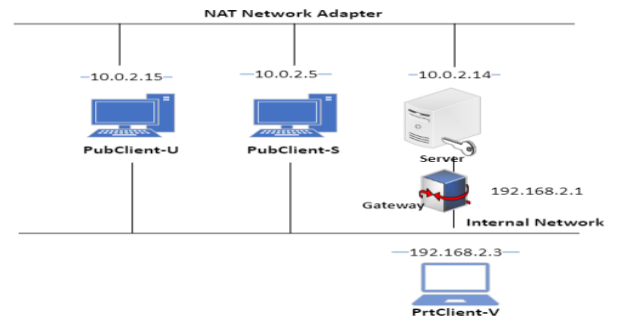 NAT Network Adapter
10.0.2.15
10.0.2.5
10.0.2.14
PubClient-U
PubClient-S
Server
192.168.2.1
Gateway
Internal Network
192.168.2.3
PrtClient-V